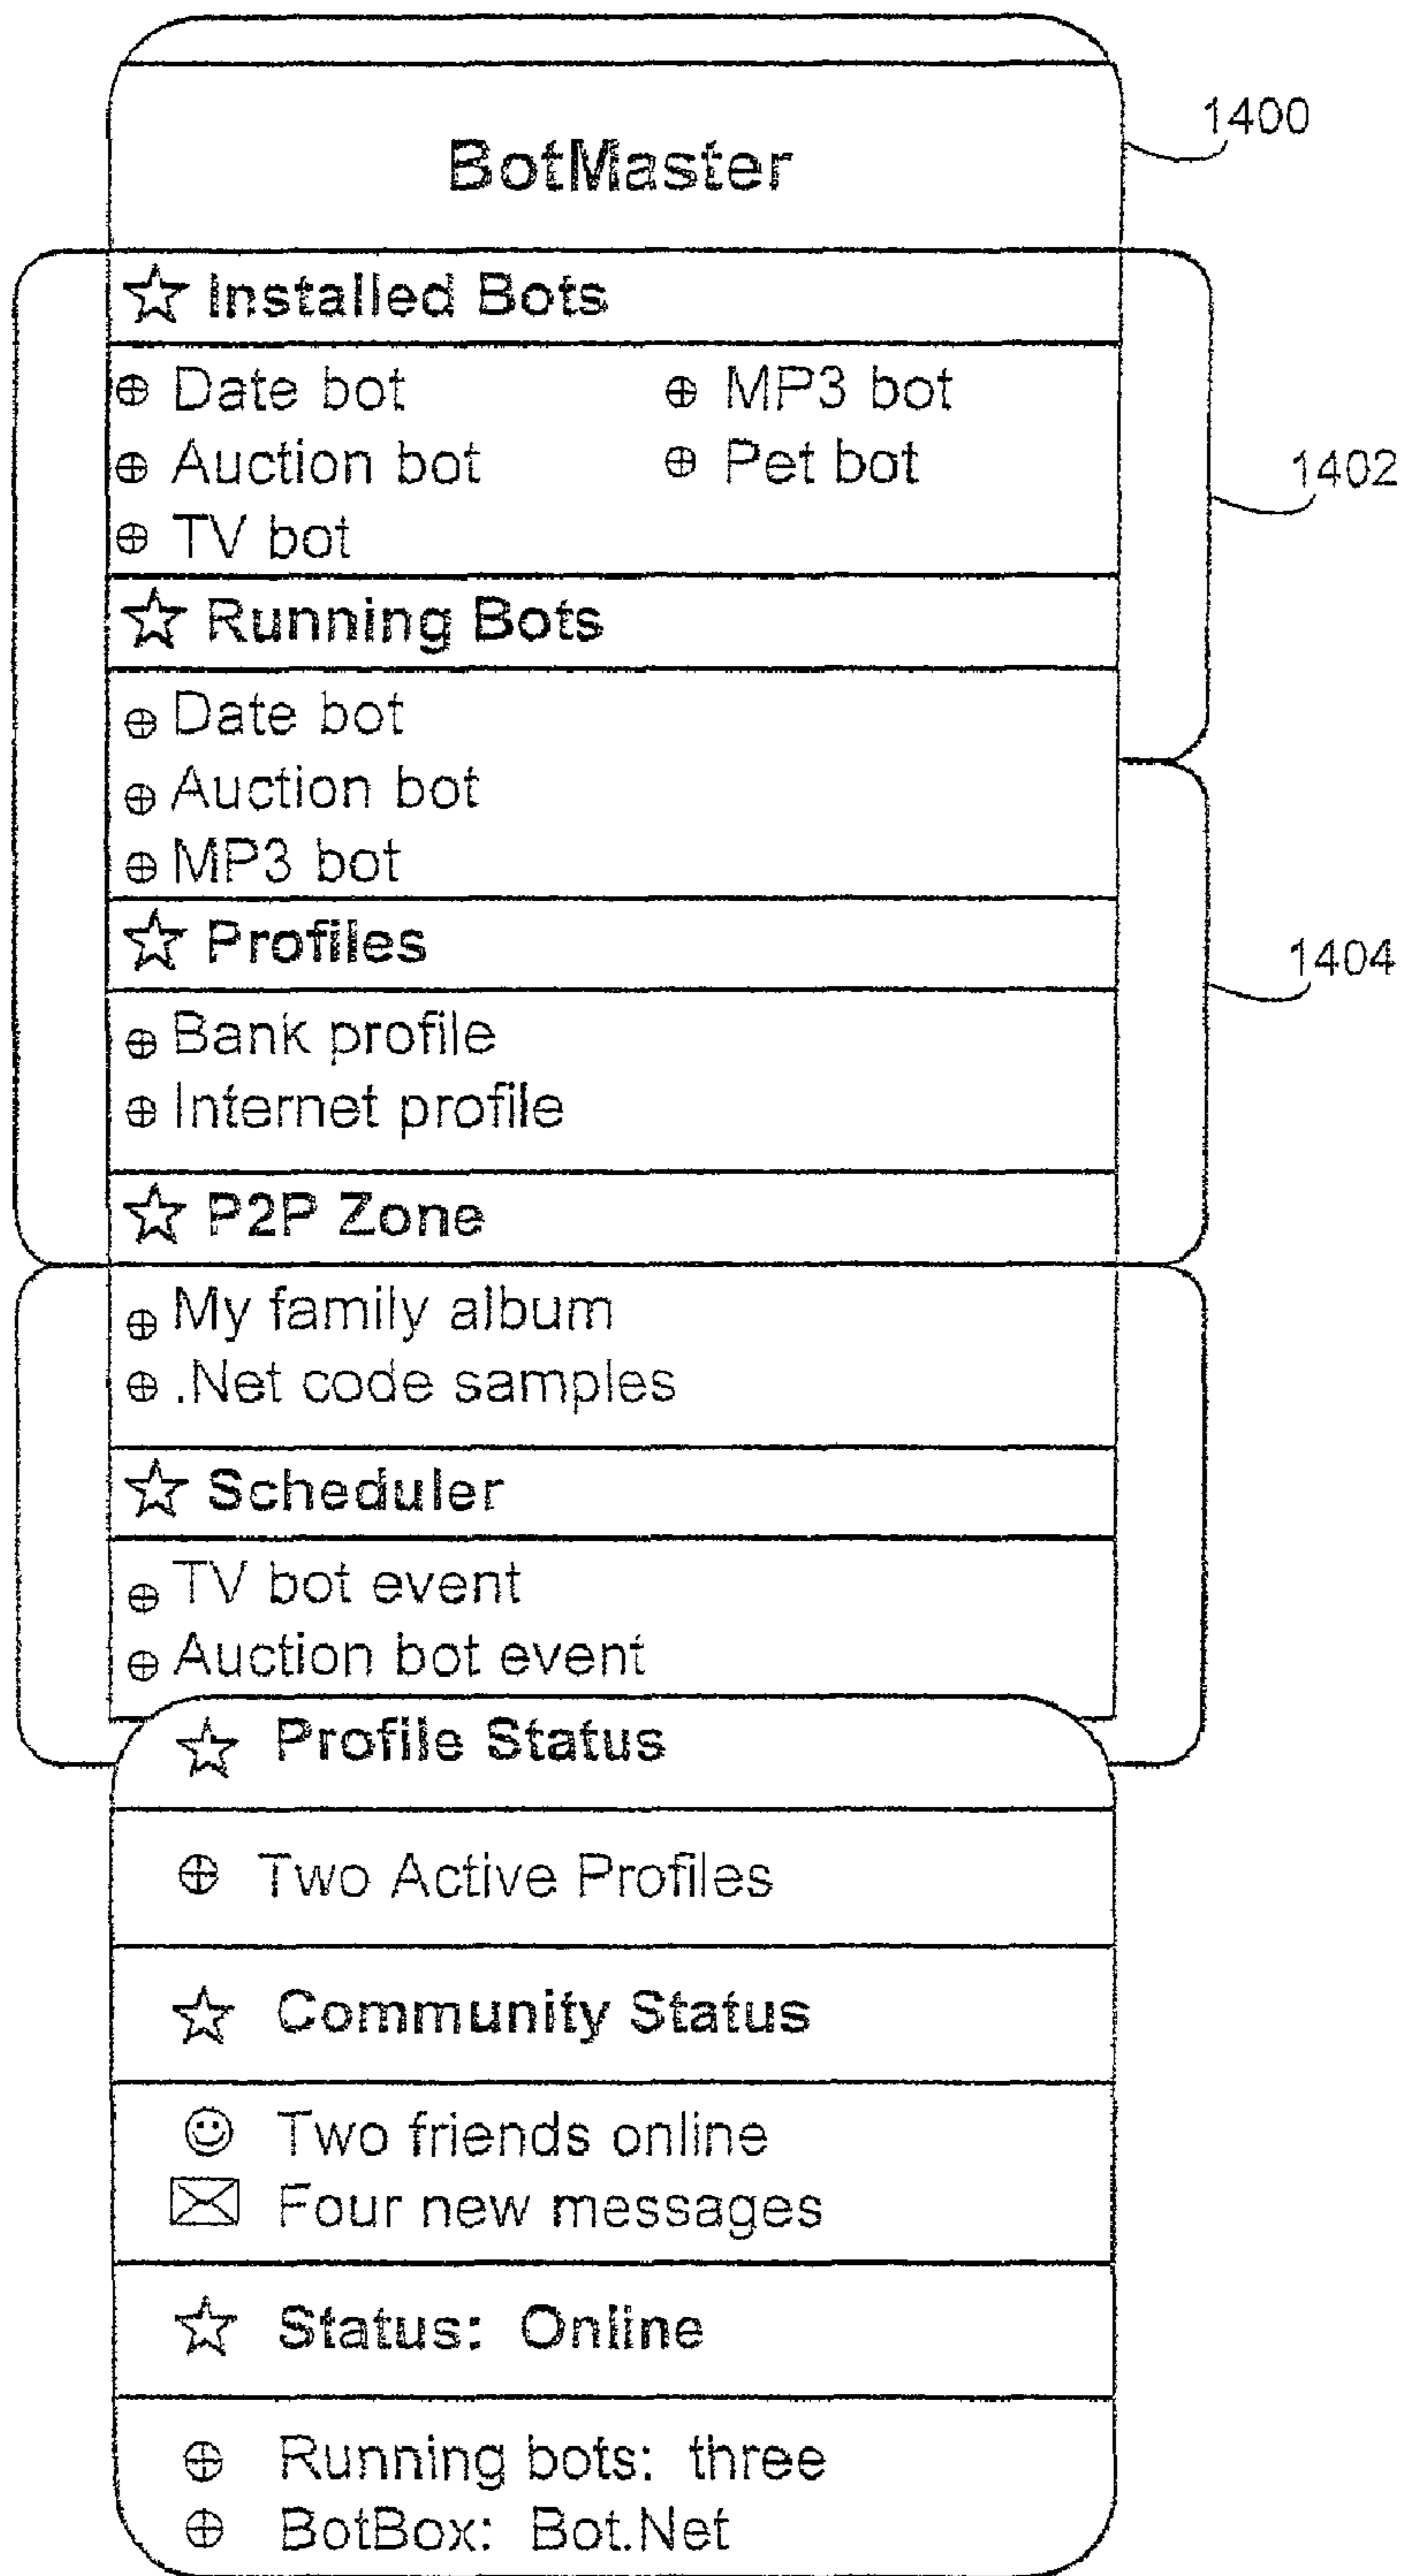 1400
BotMaster
Installed Bots
Date bot
MP3 bot
Auction bot
Pet bot
1402
TV bot
Running Bots
Date bot
Auction bot
MP3 bot
Profiles
1404
Bank profile
Internet profile
P2P Zone
My family album
.Net code samples
Scheduler
TV bot event
Auction bot event
Profile Status
Two Active Profiles
Community Status
Two friends online
Four new messages
Status: Online
Running bots: three
BotBox: Bot.Net